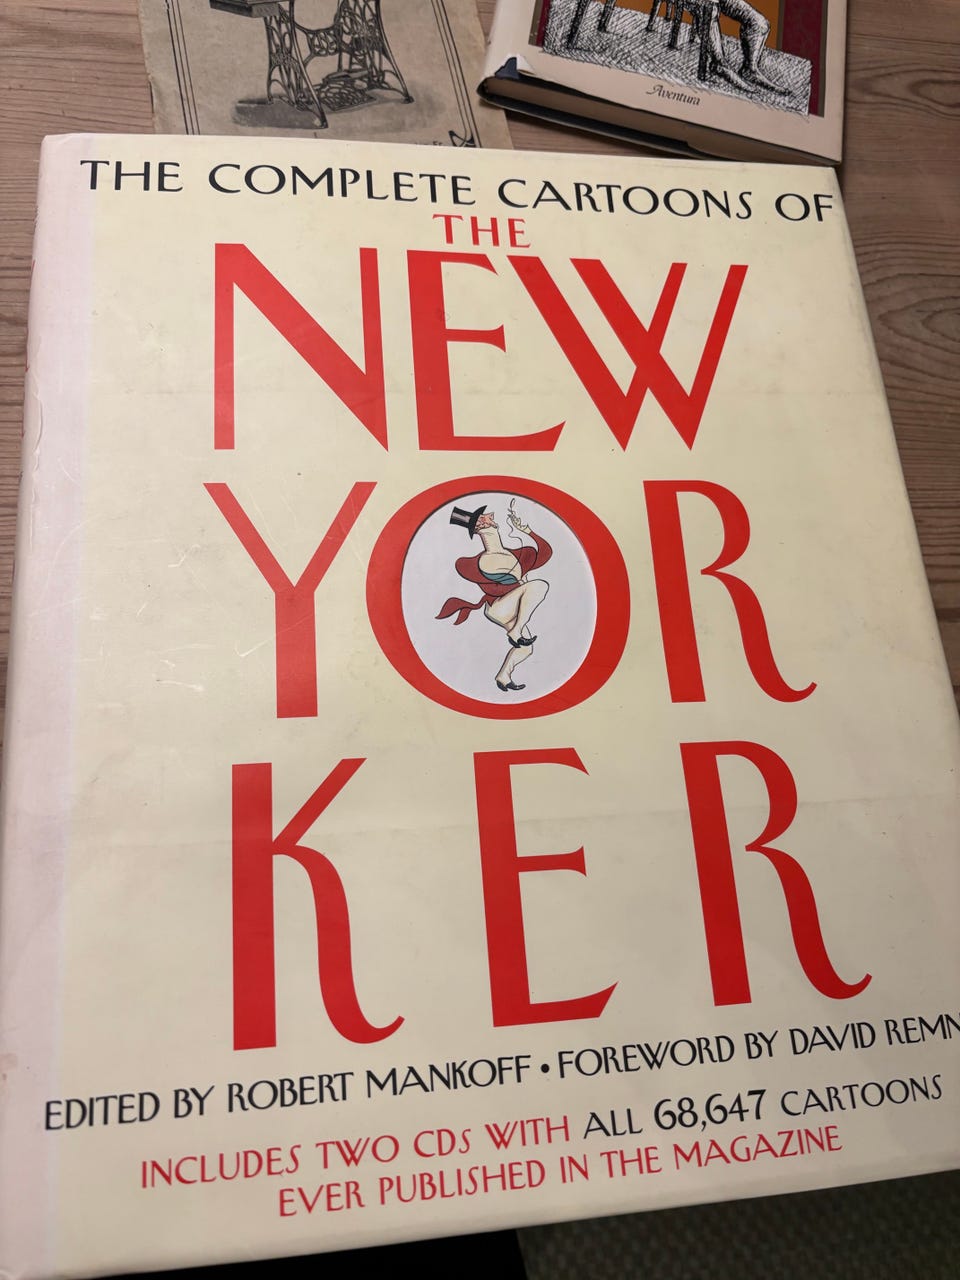 Aventura
THE COMPLETE CARTOONS OF
THE
NEW
YOR
KER
EDITED BY ROBERT MANKOFF • FOREWORD BY DAVID REMN
INCLUDES TWO CDs WITH ALL 68,647 CARTOONS
EVER PUBLISHED IN THE MAGAZINE